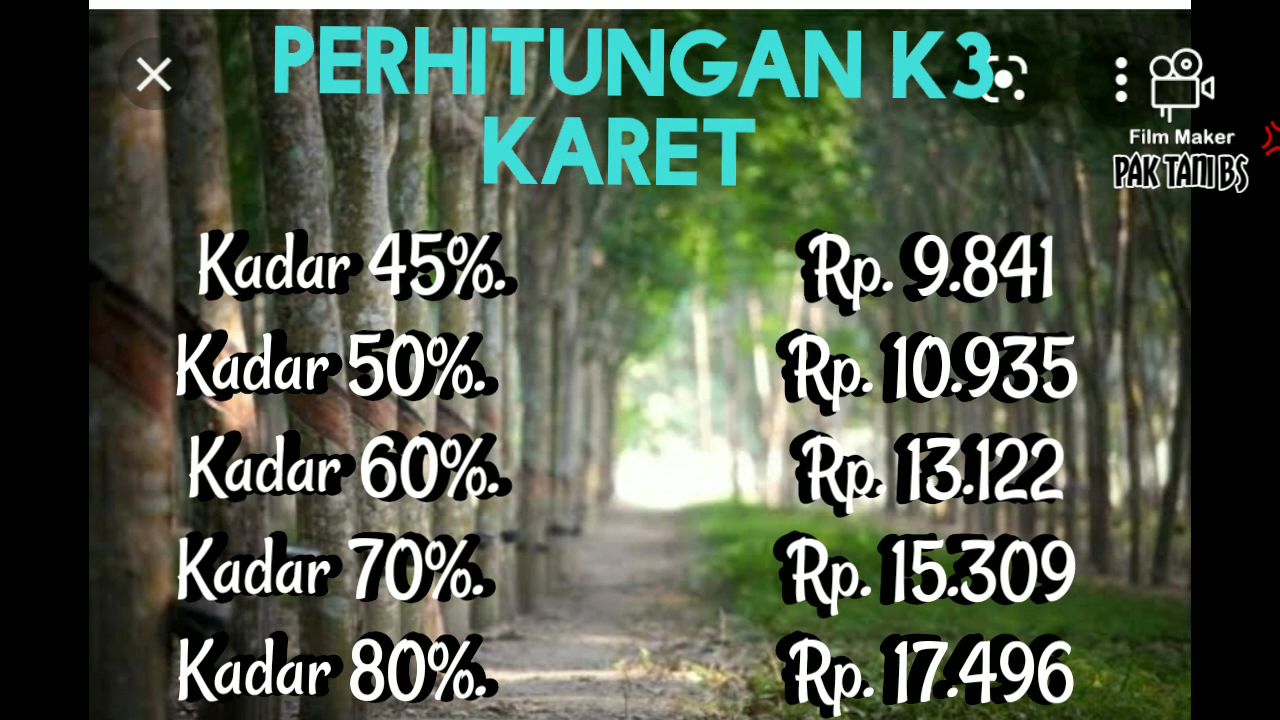 PERHITUNGAN K3
KARET
Film Maker
PAK TANI BS
Kadar 45%. Rp. 9.841
Kadar 50%. Rp. 10.935
Kadar 60%. Rp. 13.122
Kadar 70%. Rp. 15.309
Kadar 80%. Rp. 17.496